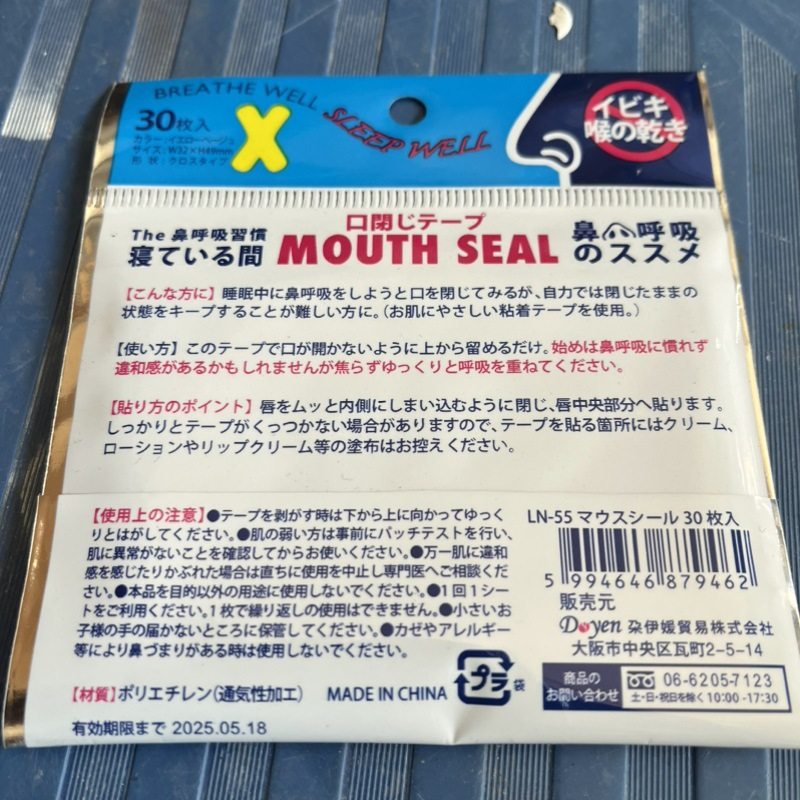 BREATHE WELL SLEEP WELL
30枚入
カラー:イエローベージュ
サイズ:W32×H49mm
形 状:クロスタイプ
イビキ
喉の乾き
The 鼻呼吸習慣
寝ている間
口閉じテープ
MOUTH SEAL
鼻 呼吸
のススメ
【こんな方に】睡眠中に鼻呼吸をしようと口を閉じてみるが、自力では閉じたままの
状態をキープすることが難しい方に。(お肌にやさしい粘着テープを使用。)
【使い方】このテープで口が開かないように上から留めるだけ。始めは鼻呼吸に慣れず
違和感があるかもしれませんが焦らずゆっくりと呼吸を重ねてください。
【貼り方のポイント】唇をムッと内側にしまい込むように閉じ、唇中央部分へ貼ります。
しっかりとテープがくっつかない場合がありますので、テープを貼る箇所にはクリーム、
ローションやリップクリーム等の塗布はお控えください。
【使用上の注意】●テープを剥がす時は下から上に向かってゆっく
りとはがしてください。●肌の弱い方は事前にパッチテストを行い、
肌に異常がないことを確認してからお使いください。●万一肌に違和
感を感じたりかぶれた場合は直ちに使用を中止し専門医へご相談くだ
さい。●本品を目的以外の用途に使用しないでください。●1回1シー
トをご利用ください。1枚で繰り返しの使用はできません。●小さいお
子様の手の届かないところに保管してください。●カゼやアレルギー
等により鼻づまりがある時は使用しないでください。
【材質】ポリエチレン(通気性加工) MADE IN CHINA
プラ
袋
有効期限まで 2025.05.18
LN-55 マウスシール 30枚入
5 994646 879462
販売元
Doyen 朶伊媛貿易株式会社
大阪市中央区瓦町2-5-14
商品の
お問い合わせ
06-6205-7123
土・日・祝日を除く 10:00-17:30